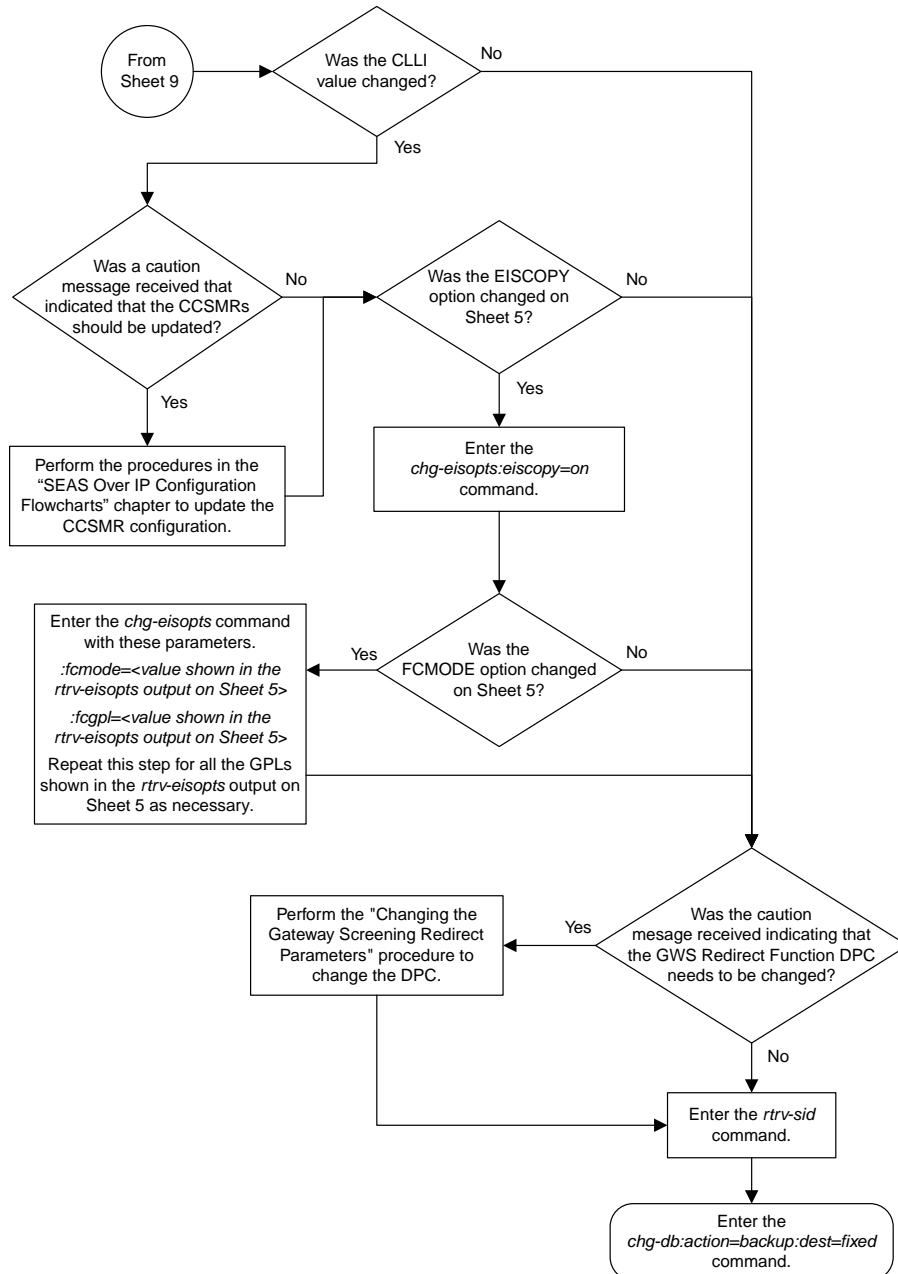 From
Sheet 9
Was the CLLI
value changed?
No
Yes
Was a caution
message received that
indicated that the CCSMRs
should be updated?
No
Yes
Was the EISCOPY
option changed on
Sheet 5?
No
Yes
Perform the procedures in the
“SEAS Over IP Configuration
Flowcharts” chapter to update the
CCSMR configuration.
Enter the
chg-eisopts:eiscopy=on
command.
Was the
FCMODE option changed
on Sheet 5?
Yes
No
Enter the chg-eisopts command
with these parameters.
:fcmode=<value shown in the
rtrv-eisopts output on Sheet 5>
:fcgpl=<value shown in the
rtrv-eisopts output on Sheet 5>
Repeat this step for all the GPLs
shown in the rtrv-eisopts output on
Sheet 5 as necessary.
Was the caution
message received indicating that
the GWS Redirect Function DPC
needs to be changed?
Yes
No
Perform the "Changing the
Gateway Screening Redirect
Parameters" procedure to
change the DPC.
Enter the rtrv-sid
command.
Enter the
chg-db:action=backup:dest=fixed
command.